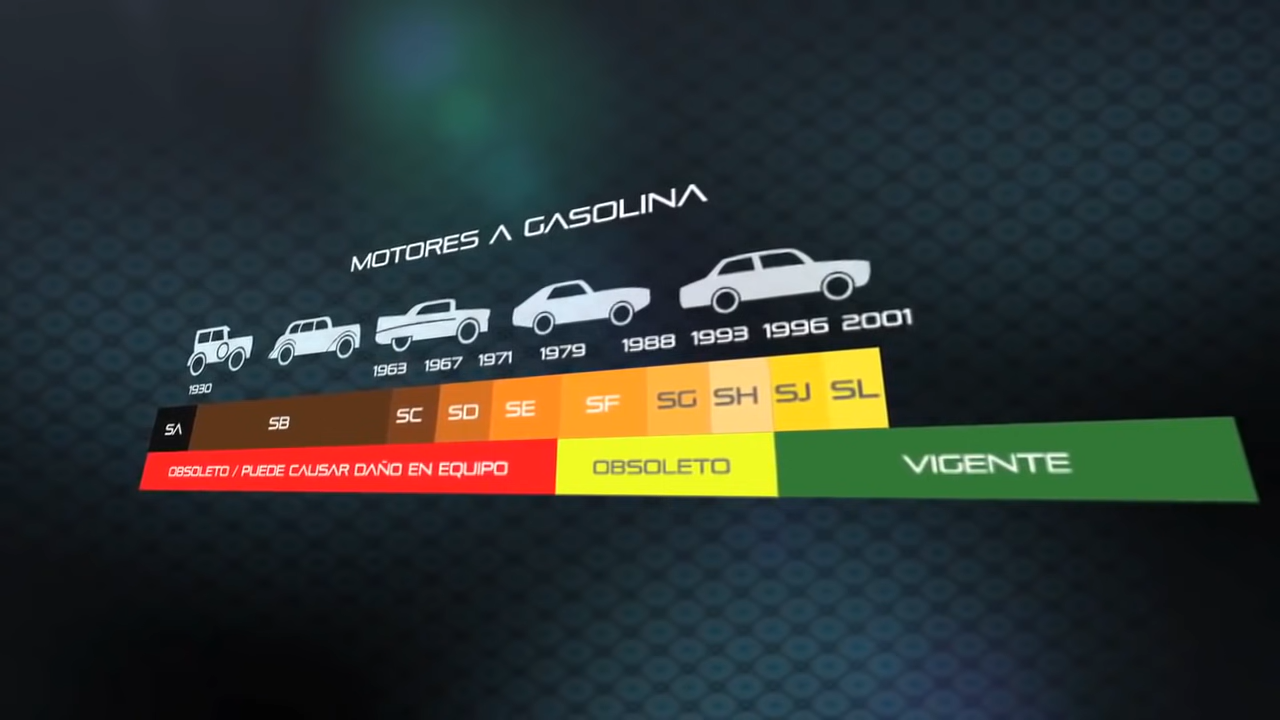 MOTORES A GASOLINA
1930 1963 1967 1971 1979 1988 1993 1996 2001
SA SB SC SD SE SF SG SH SJ SL
OBSOLETO / PUEDE CAUSAR DAÑO EN EQUIPO OBSOLETO VIGENTE